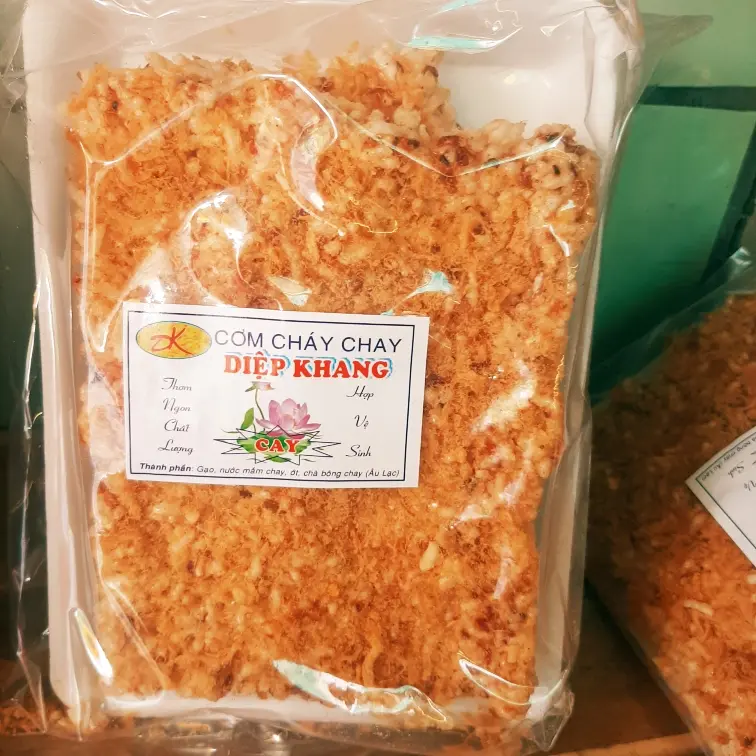 DK
CƠM CHÁY CHAY
DIỆP KHANG
Thơm
Ngon
Chất
Lượng
Hợp
Vệ
Sinh
CAY
Thành phần: Gạo, nước mắm chay, ớt, chà bông chay (Âu Lạc)